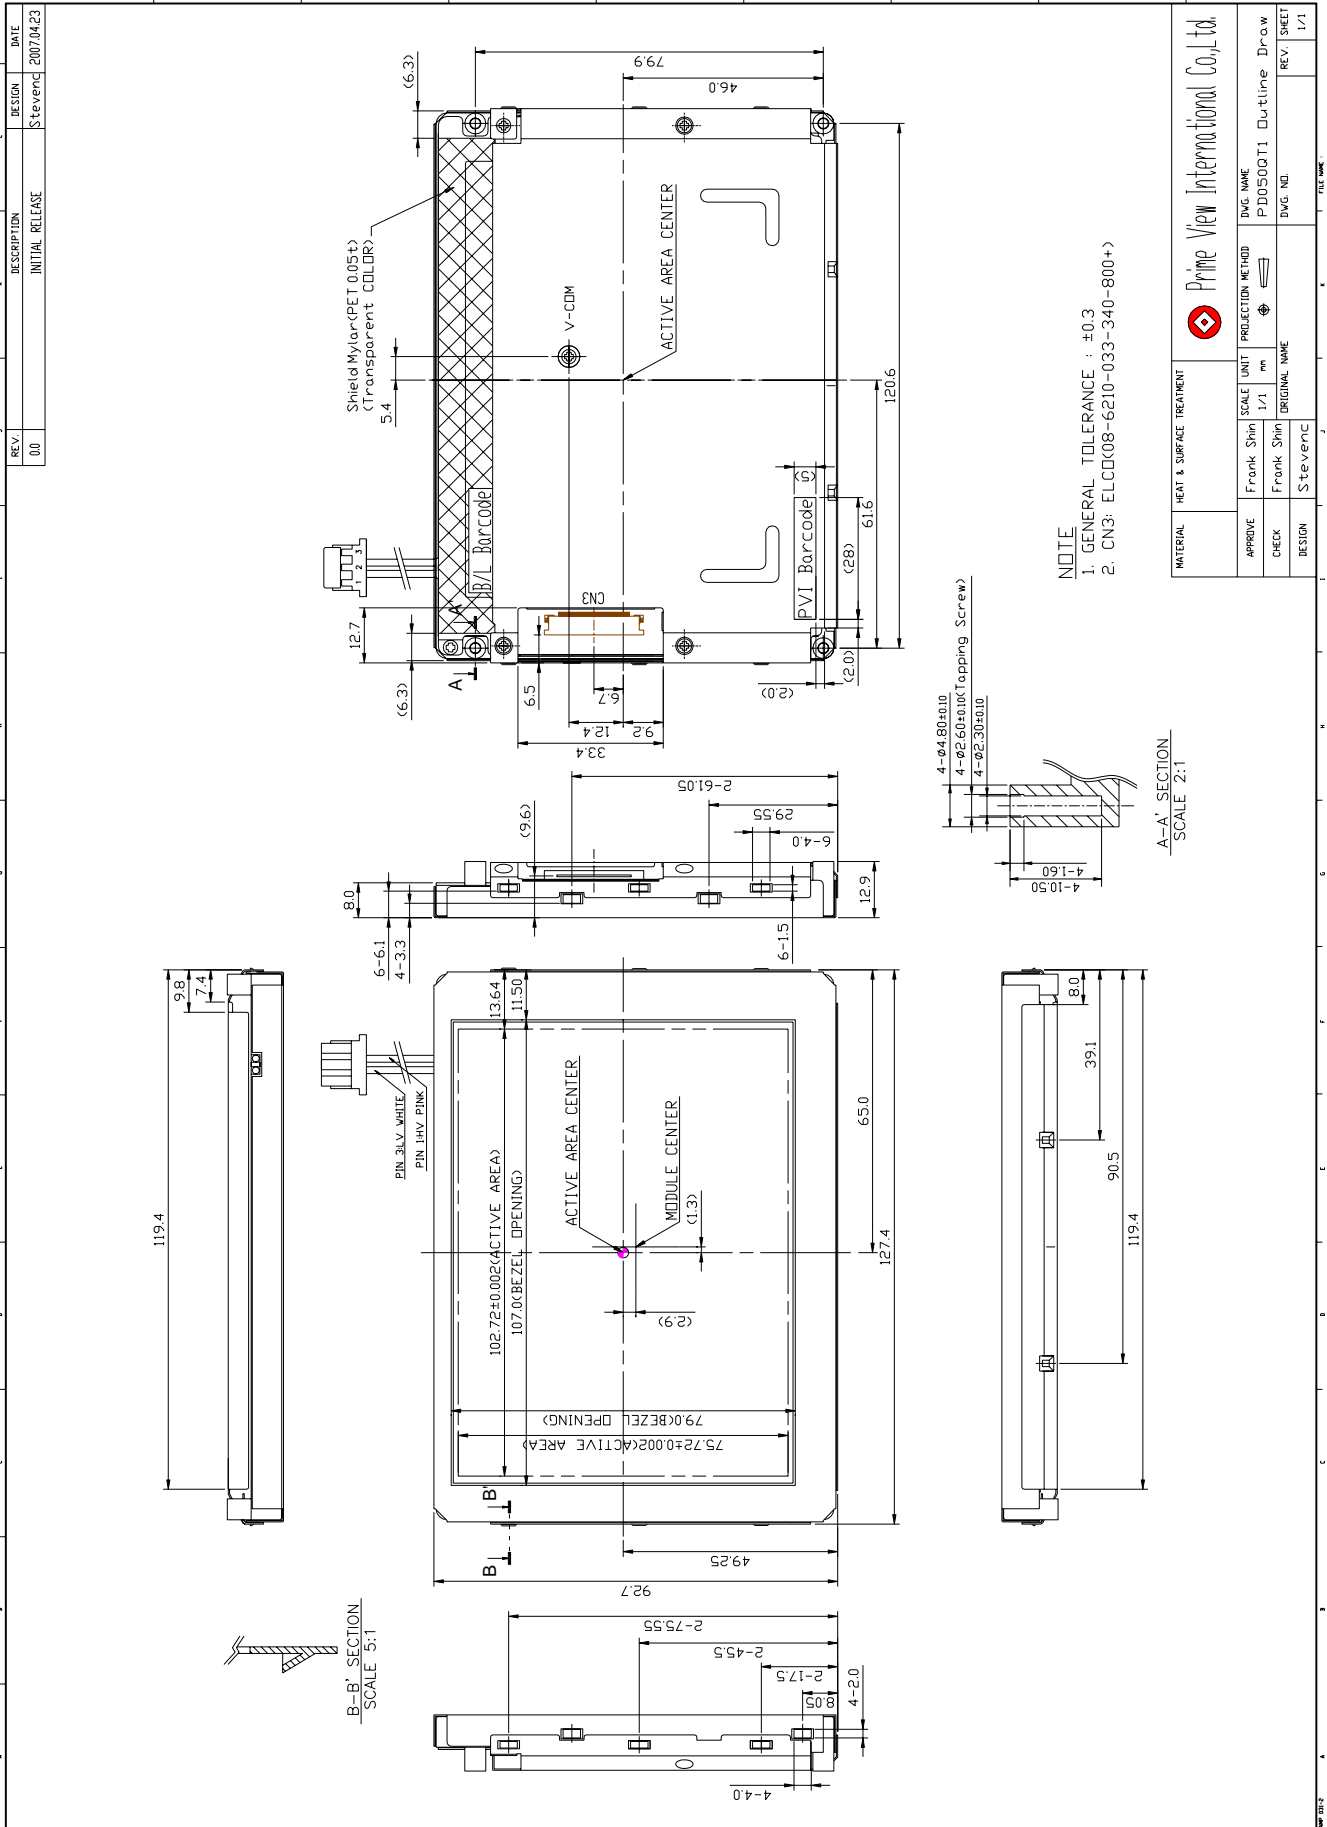 REV.
DESCRIPTION
DESIGN
DATE
0.0
INITIAL RELEASE
Stevenc
2007.04.23
119.4
9.8
7.4
B-B' SECTION
SCALE 5:1
Shield Mylar(PET 0.05t)
(Transparent COLOR)
5.4
(6.3)
79.9
46.0
V-COM
ACTIVE AREA CENTER
B/L Barcode
1 2 3
12.7
(6.3)
A
A'
CN3
6.5
6.7
12.4
9.2
33.4
PVI Barcode
(5)
(28)
(2.0)
(2.0)
61.6
120.6
(9.6)
2-61.05
29.55
6-4.0
8.0
6-6.1
4-3.3
6-1.5
12.9
PIN 3:LV WHITE
PIN 1:HV PINK
13.64
11.50
102.72±0.002(ACTIVE AREA)
107.0(BEZEL OPENING)
ACTIVE AREA CENTER
MODULE CENTER
(1.3)
(2.9)
79.0(BEZEL OPENING)
75.72±0.002(ACTIVE AREA)
65.0
127.4
B
B'
49.25
92.7
2-75.55
2-45.5
2-17.5
8.05
4-2.0
4-4.0
8.0
39.1
90.5
119.4
4-Ø4.80±0.10
4-Ø2.60±0.10(Tapping Screw)
4-Ø2.30±0.10
4-1.60
4-10.50
A-A' SECTION
SCALE 2:1
NOTE
1. GENERAL TOLERANCE : ±0.3
2. CN3: ELCO(08-6210-033-340-800+)
MATERIAL
HEAT & SURFACE TREATMENT
Prime View International Co.,Ltd.
APPROVE
Frank Shin
SCALE
1/1
UNIT
mm
PROJECTION METHOD
DWG. NAME
PD050QT1 Outline Draw
CHECK
Frank Shin
ORIGINAL NAME
DWG. NO.
REV.
SHEET
1/1
DESIGN
Stevenc
FILE NAME :